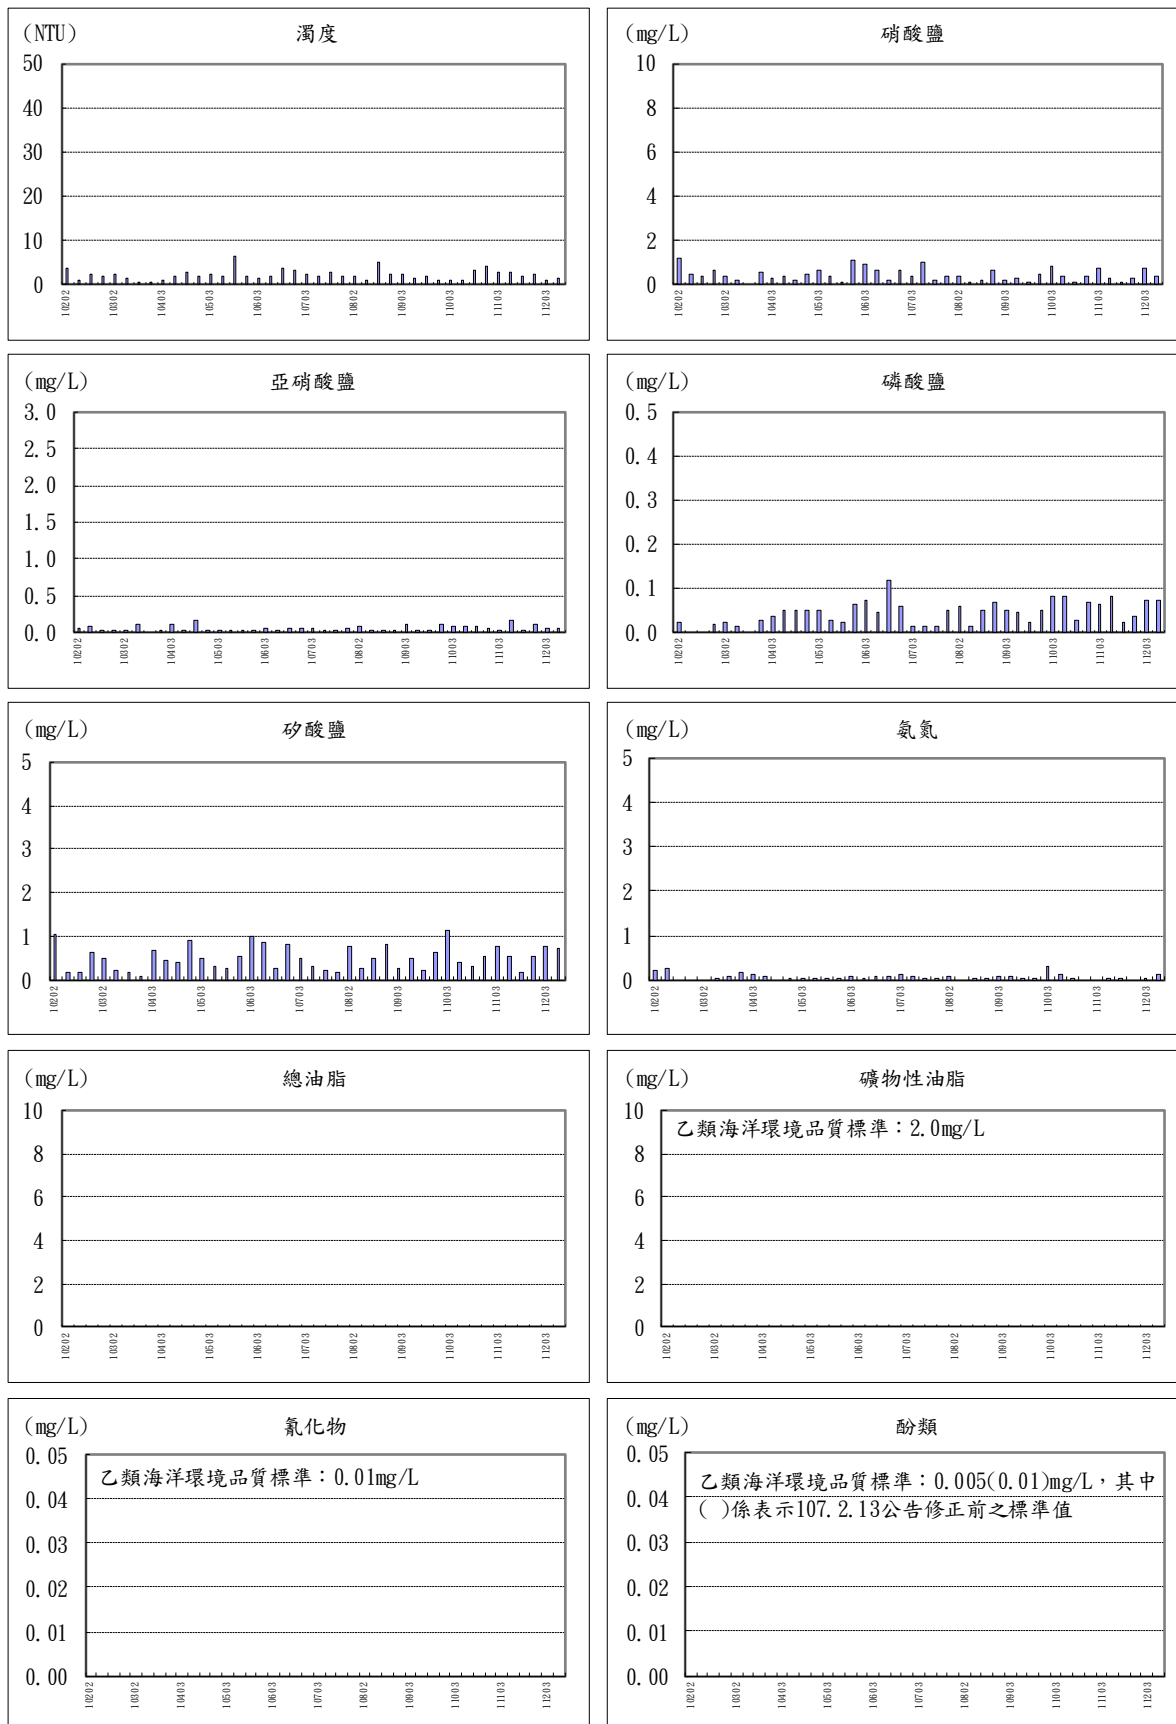 (NTU) 濁度
50
40
30
20
10
0
10202 10302 10403 10503 10603 10703 10802 10903 11003 11103 11203
(mg/L) 硝酸鹽
10
8
6
4
2
0
10202 10302 10403 10503 10603 10703 10802 10903 11003 11103 11203
(mg/L) 亞硝酸鹽
3.0
2.5
2.0
1.5
1.0
0.5
0.0
10202 10302 10403 10503 10603 10703 10802 10903 11003 11103 11203
(mg/L) 磷酸鹽
0.5
0.4
0.3
0.2
0.1
0.0
10202 10302 10403 10503 10603 10703 10802 10903 11003 11103 11203
(mg/L) 矽酸鹽
5
4
3
2
1
0
10202 10302 10403 10503 10603 10703 10802 10903 11003 11103 11203
(mg/L) 氨氮
5
4
3
2
1
0
10202 10302 10403 10503 10603 10703 10802 10903 11003 11103 11203
(mg/L) 總油脂
10
8
6
4
2
0
10202 10302 10403 10503 10603 10703 10802 10903 11003 11103 11203
(mg/L) 礦物性油脂
乙類海洋環境品質標準：2.0mg/L
10
8
6
4
2
0
10202 10302 10403 10503 10603 10703 10802 10903 11003 11103 11203
(mg/L) 氰化物
乙類海洋環境品質標準：0.01mg/L
0.05
0.04
0.03
0.02
0.01
0.00
10202 10302 10403 10503 10603 10703 10802 10903 11003 11103 11203
(mg/L) 酚類
乙類海洋環境品質標準：0.005(0.01)mg/L，其中
( )係表示107.2.13公告修正前之標準值
0.05
0.04
0.03
0.02
0.01
0.00
10202 10302 10403 10503 10603 10703 10802 10903 11003 11103 11203